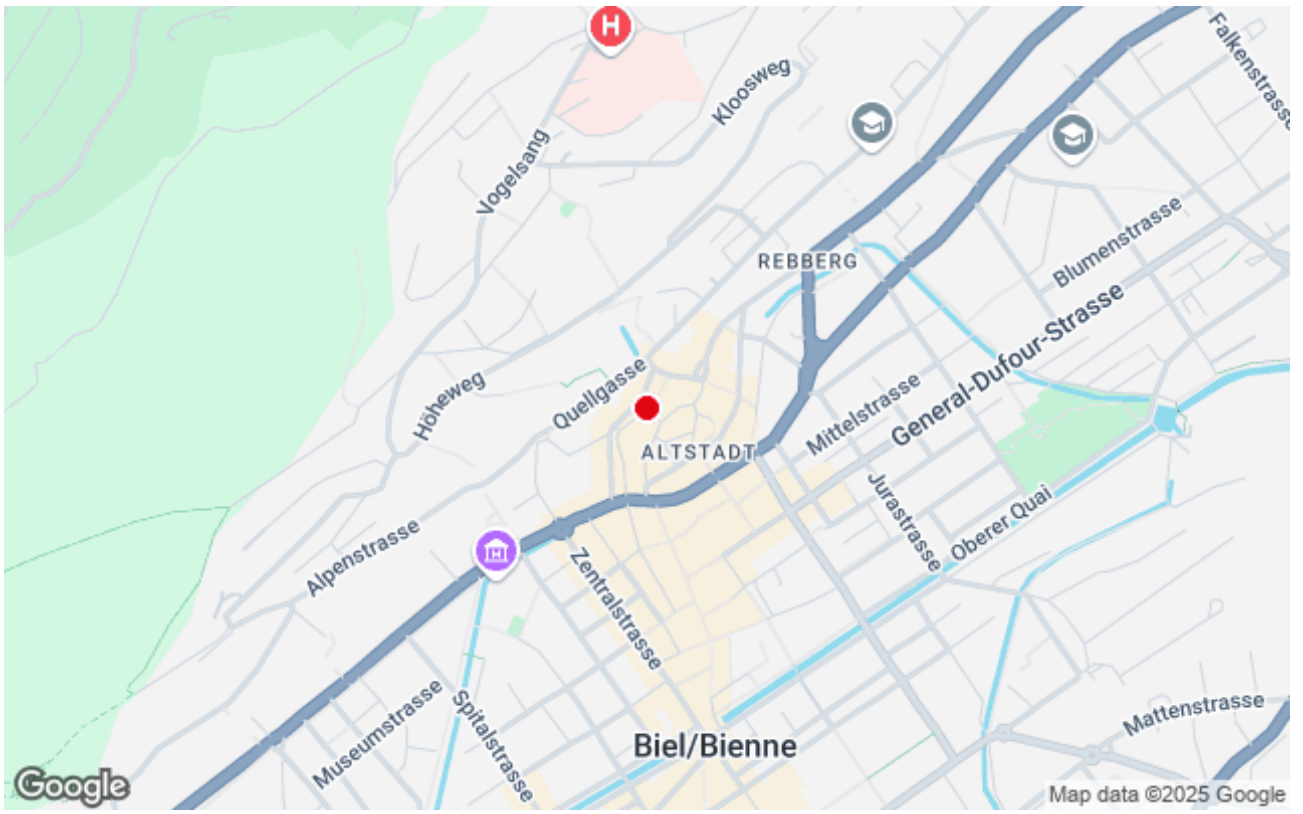 H
Falkenstrasse
Kloosweg
Vogelsang
Blumenstrasse
REBBERG
General-Dufour-Strasse
Quellgasse
Höheweg
Mittelstrasse
ALTSTADT
Jurastrasse
Oberer Quai
Alpenstrasse
H
Zentralstrasse
Museumstrasse
Spitalstrasse
Mattenstrasse
Biel/Bienne
Google
Map data ©2025 Google